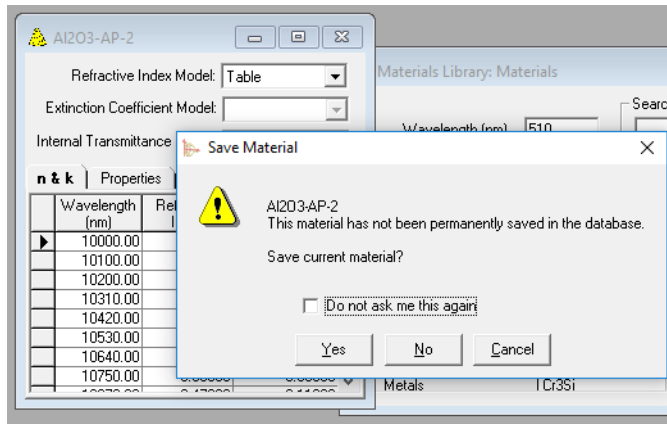 Al2O3-AP-2
Refractive Index Model: Table
Materials Library: Materials
Extinction Coefficient Model:
Wavelength (nm) 510
Internal Transmittance
Save Material
n & k
Properties
Wavelength
(nm)
10000.00
10100.00
10200.00
10310.00
10420.00
10530.00
10640.00
10750.00
Al2O3-AP-2
This material has not been permanently saved in the database.
Save current material?
Do not ask me this again
Yes No Cancel
Metals